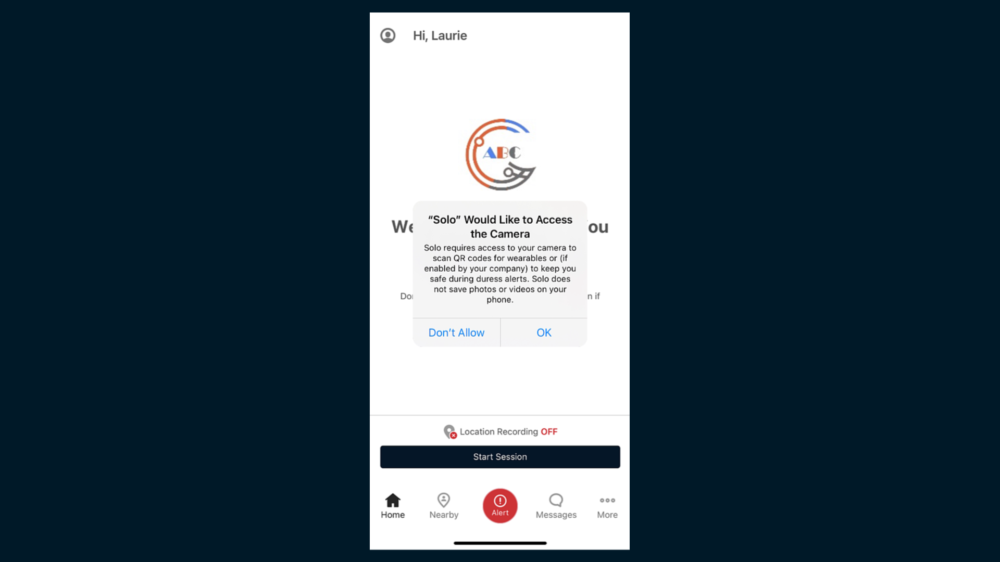 Hi, Laurie
ABC
“Solo” Would Like to Access
the Camera
Solo requires access to your camera to
scan QR codes for wearables or (if
enabled by your company) to keep you
safe during duress alerts. Solo does
not save photos or videos on your
phone.
Don’t Allow
OK
n if
Location Recording OFF
Start Session
Alert
Home
Nearby
Messages
More